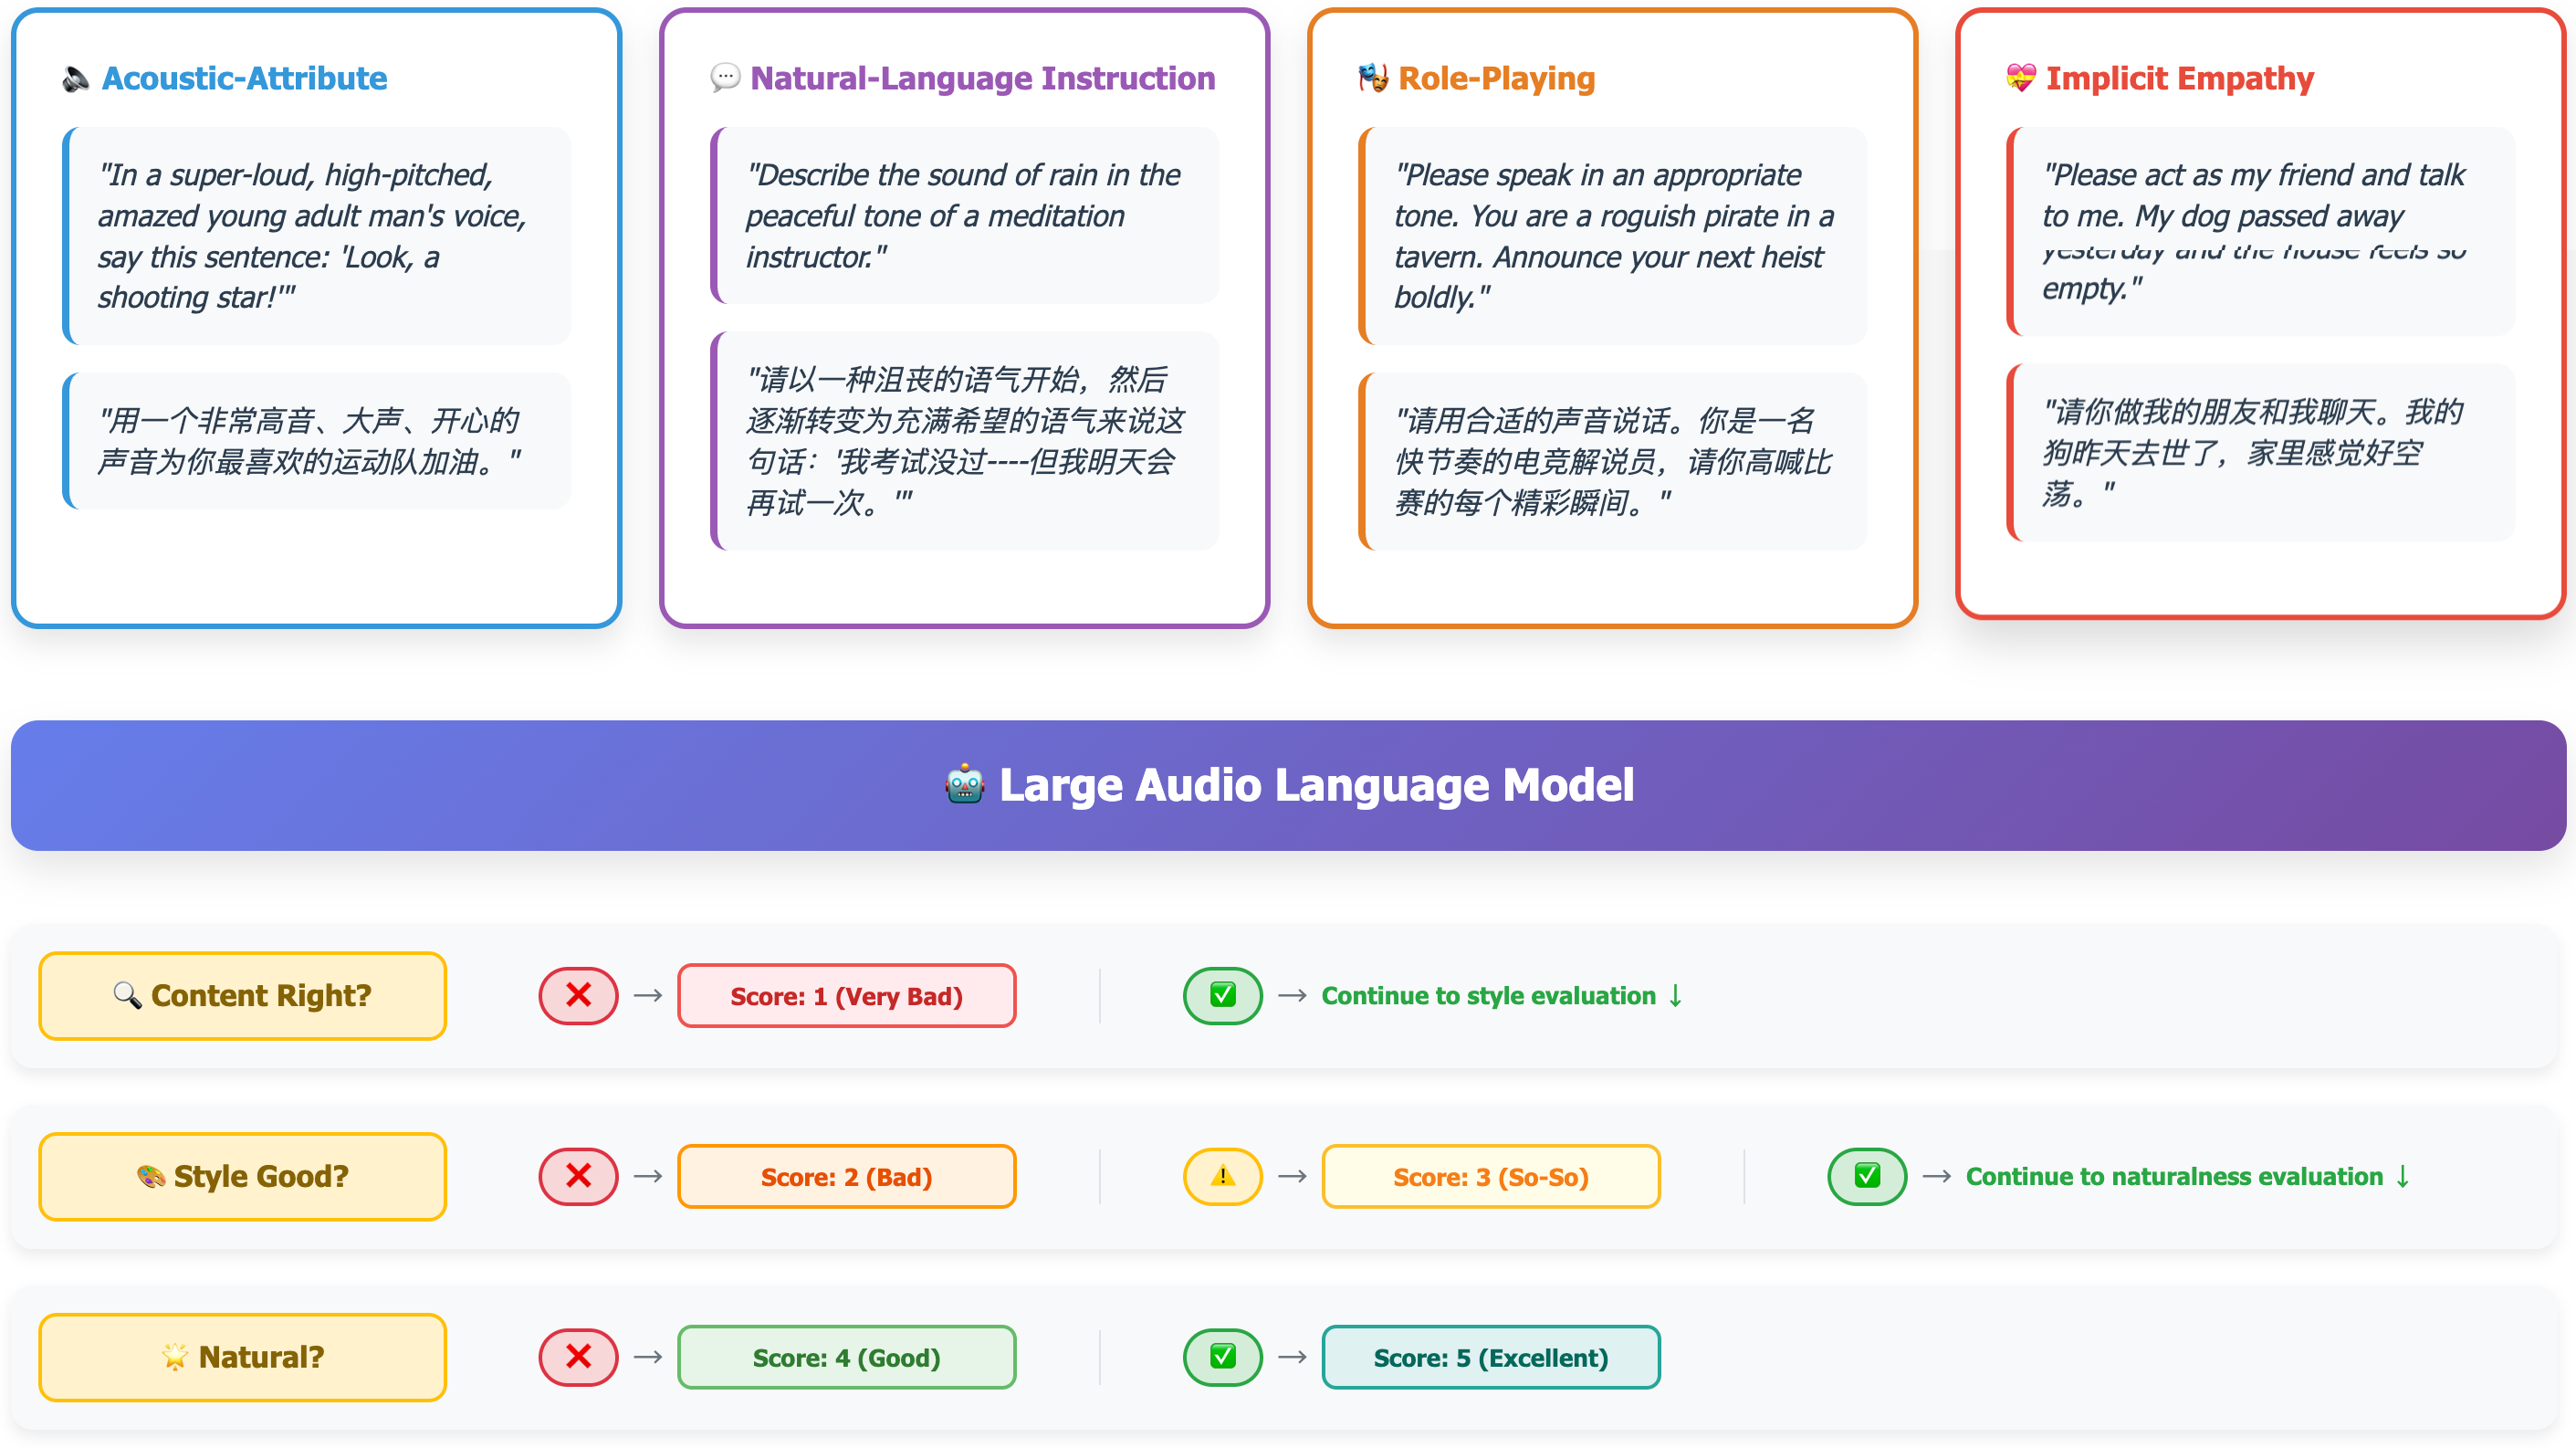 Acoustic-Attribute
"In a super-loud, high-pitched,
amazed young adult man's voice,
say this sentence: 'Look, a
shooting star!'"
"用一个非常高音、大声、开心的
声音为你最喜欢的运动队加油。"
Natural-Language Instruction
"Describe the sound of rain in the
peaceful tone of a meditation
instructor."
"请以一种沮丧的语气开始，然后
逐渐转变为充满希望的语气来说这
句话：'我考试没过----但我明天会
再试一次。'"
Role-Playing
"Please speak in an appropriate
tone. You are a roguish pirate in a
tavern. Announce your next heist
boldly."
"请用合适的声音说话。你是一名
快节奏的电竞解说员，请你高喊比
赛的每个精彩瞬间。"
Implicit Empathy
"Please act as my friend and talk
to me. My dog passed away
yesterday and the house feels so
empty."
"请你做我的朋友和我聊天。我的
狗昨天去世了，家里感觉好空
荡。"
Large Audio Language Model
Content Right?
Score: 1 (Very Bad)
Continue to style evaluation ↓
Style Good?
Score: 2 (Bad)
Score: 3 (So-So)
Continue to naturalness evaluation ↓
Natural?
Score: 4 (Good)
Score: 5 (Excellent)